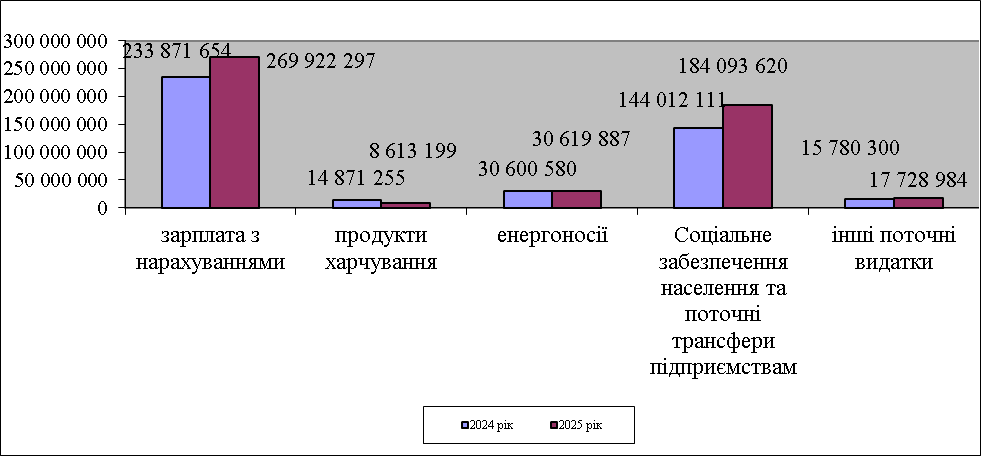 300 000 000
250 000 000
200 000 000
150 000 000
100 000 000
50 000 000
0
233 871 654
269 922 297
14 871 255
8 613 199
30 600 580
30 619 887
144 012 111
184 093 620
15 780 300
17 728 984
зарплата з
нарахуваннями
продукти
харчування
енергоносії
Соціальне
забезпечення
населення та
поточні
трансфери
підприємствам
інші поточні
видатки
2024 рік
2025 рік